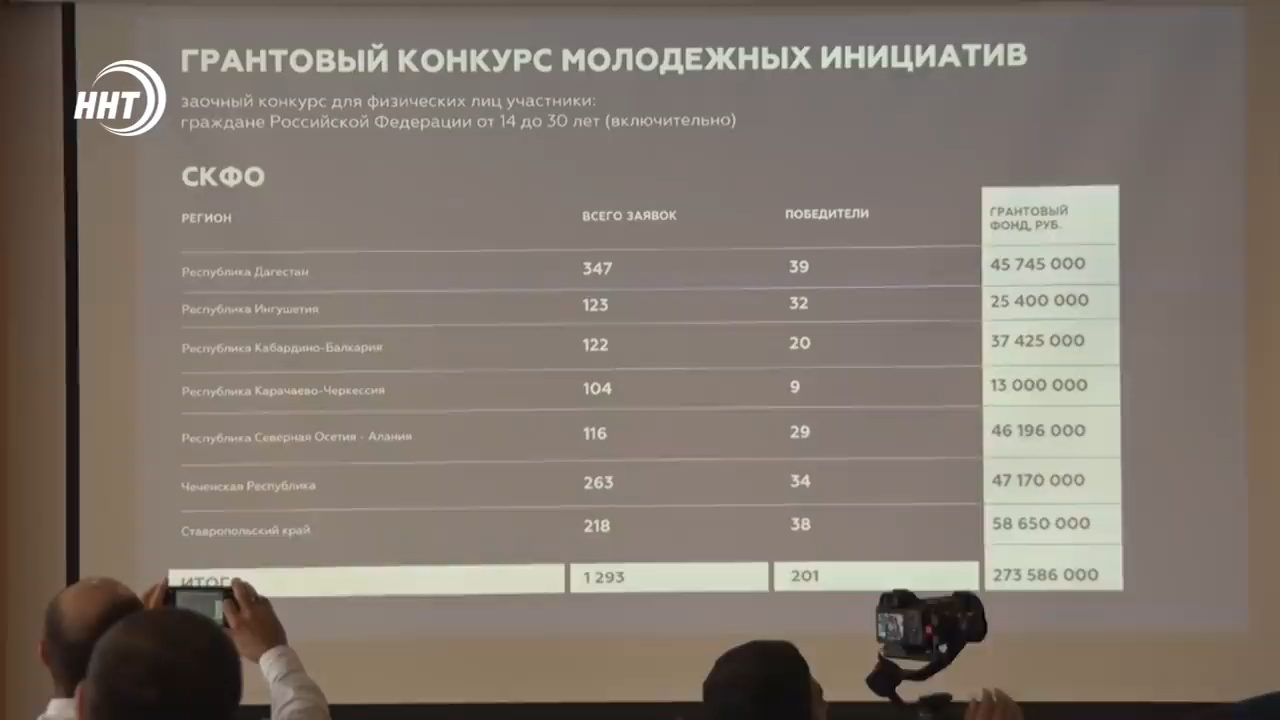 ННТ
ГРАНТОВЫЙ КОНКУРС МОЛОДЕЖНЫХ ИНИЦИАТИВ
заочный конкурс для физических лиц участники:
граждане Российской Федерации от 14 до 30 лет (включительно)
СКФО
РЕГИОН ВСЕГО ЗАЯВОК ПОБЕДИТЕЛИ ГРАНТОВЫЙ
ФОНД, РУБ.
Республика Дагестан 347 39 45 745 000
Республика Ингушетия 123 32 25 400 000
Республика Кабардино-Балкария 122 20 37 425 000
Республика Карачаево-Черкессия 104 9 13 000 000
Республика Северная Осетия - Алания 116 29 46 196 000
Чеченская Республика 263 34 47 170 000
Ставропольский край 218 38 58 650 000
ИТОГО 1 293 201 273 586 000